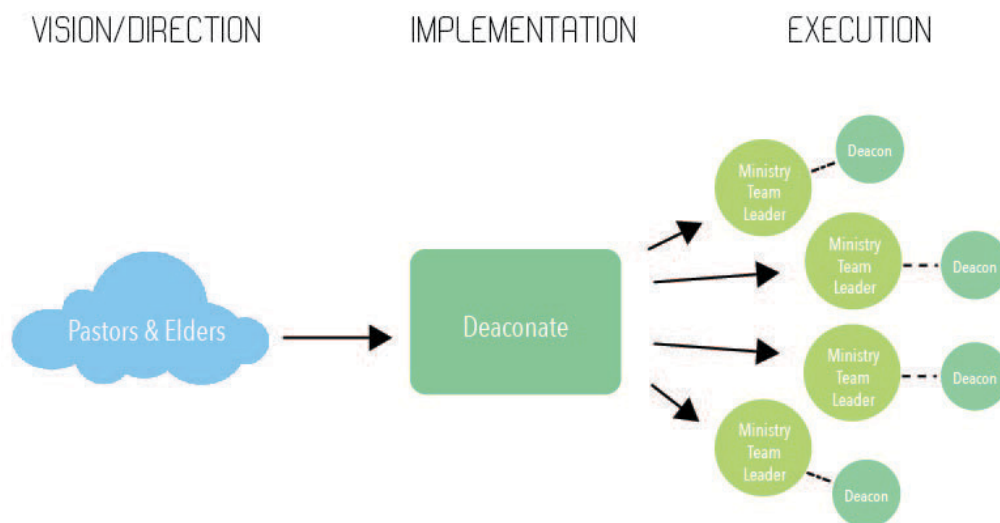 VISION/DIRECTION
IMPLEMENTATION
EXECUTION
Pastors & Elders
Deaconate
Ministry
Team
Leader
Deacon
Ministry
Team
Leader
Deacon
Ministry
Team
Leader
Deacon
Ministry
Team
Leader
Deacon